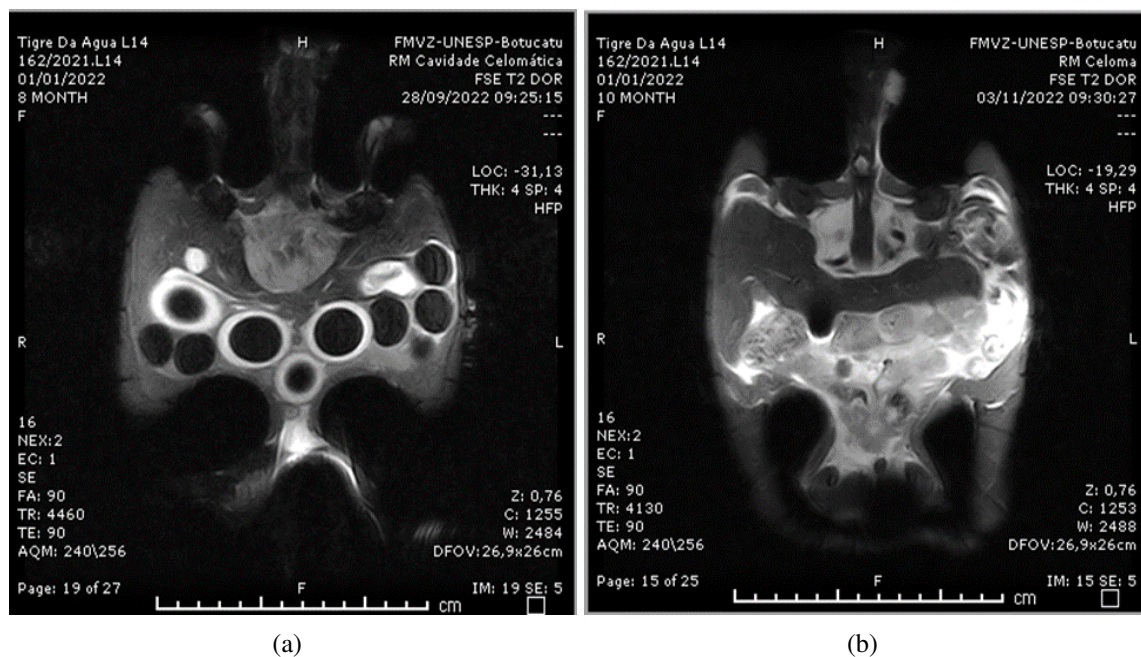 Tigre Da Agua L14
162/2021.L14
01/01/2022
8 MONTH
F
H
FMVZ-UNESP-Botucatu
RM Cavidade Celomática
FSE T2 DOR
28/09/2022 09:25:15
---
---
LOC: -31,13
THK: 4 SP: 4
HFP
R
L
16
NEX:2
EC: 1
SE
FA: 90
TR: 4460
TE: 90
AQM: 240\256
Z: 0,76
C: 1255
W: 2484
DFOV:26,9x26cm
Page: 19 of 27
F
IM: 19 SE: 5
cm
(a)
Tigre Da Agua L14
162/2021.L14
01/01/2022
10 MONTH
F
H
FMVZ-UNESP-Botucatu
RM Celoma
FSE T2 DOR
03/11/2022 09:30:27
---
---
LOC: -19,29
THK: 4 SP: 4
HFP
R
L
16
NEX:2
EC: 1
SE
FA: 90
TR: 4130
TE: 90
AQM: 240\256
Z: 0,76
C: 1253
W: 2488
DFOV:26,9x26cm
Page: 15 of 25
F
IM: 15 SE: 5
cm
(b)